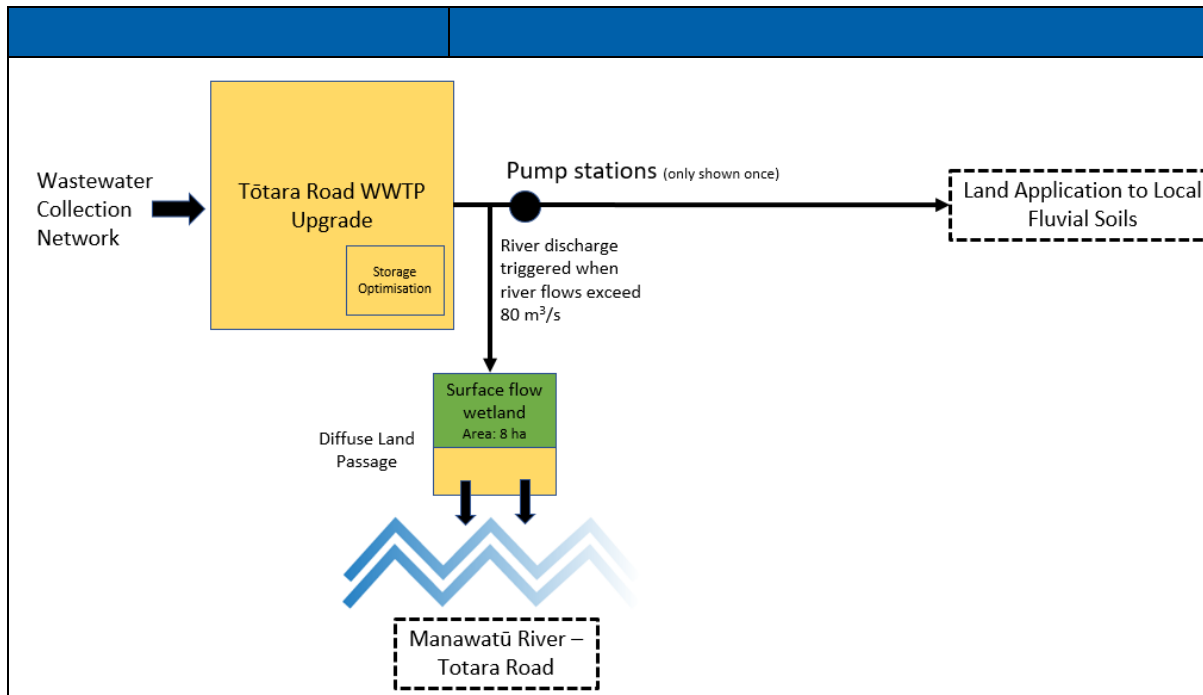 Wastewater
Collection
Network
Tōtara Road WWTP
Upgrade
Storage
Optimisation
Pump stations (only shown once)
Land Application to Local
Fluvial Soils
River discharge
triggered when
river flows exceed
80 m³/s
Surface flow
wetland
Area: 8 ha
Diffuse Land
Passage
Manawatū River –
Totara Road